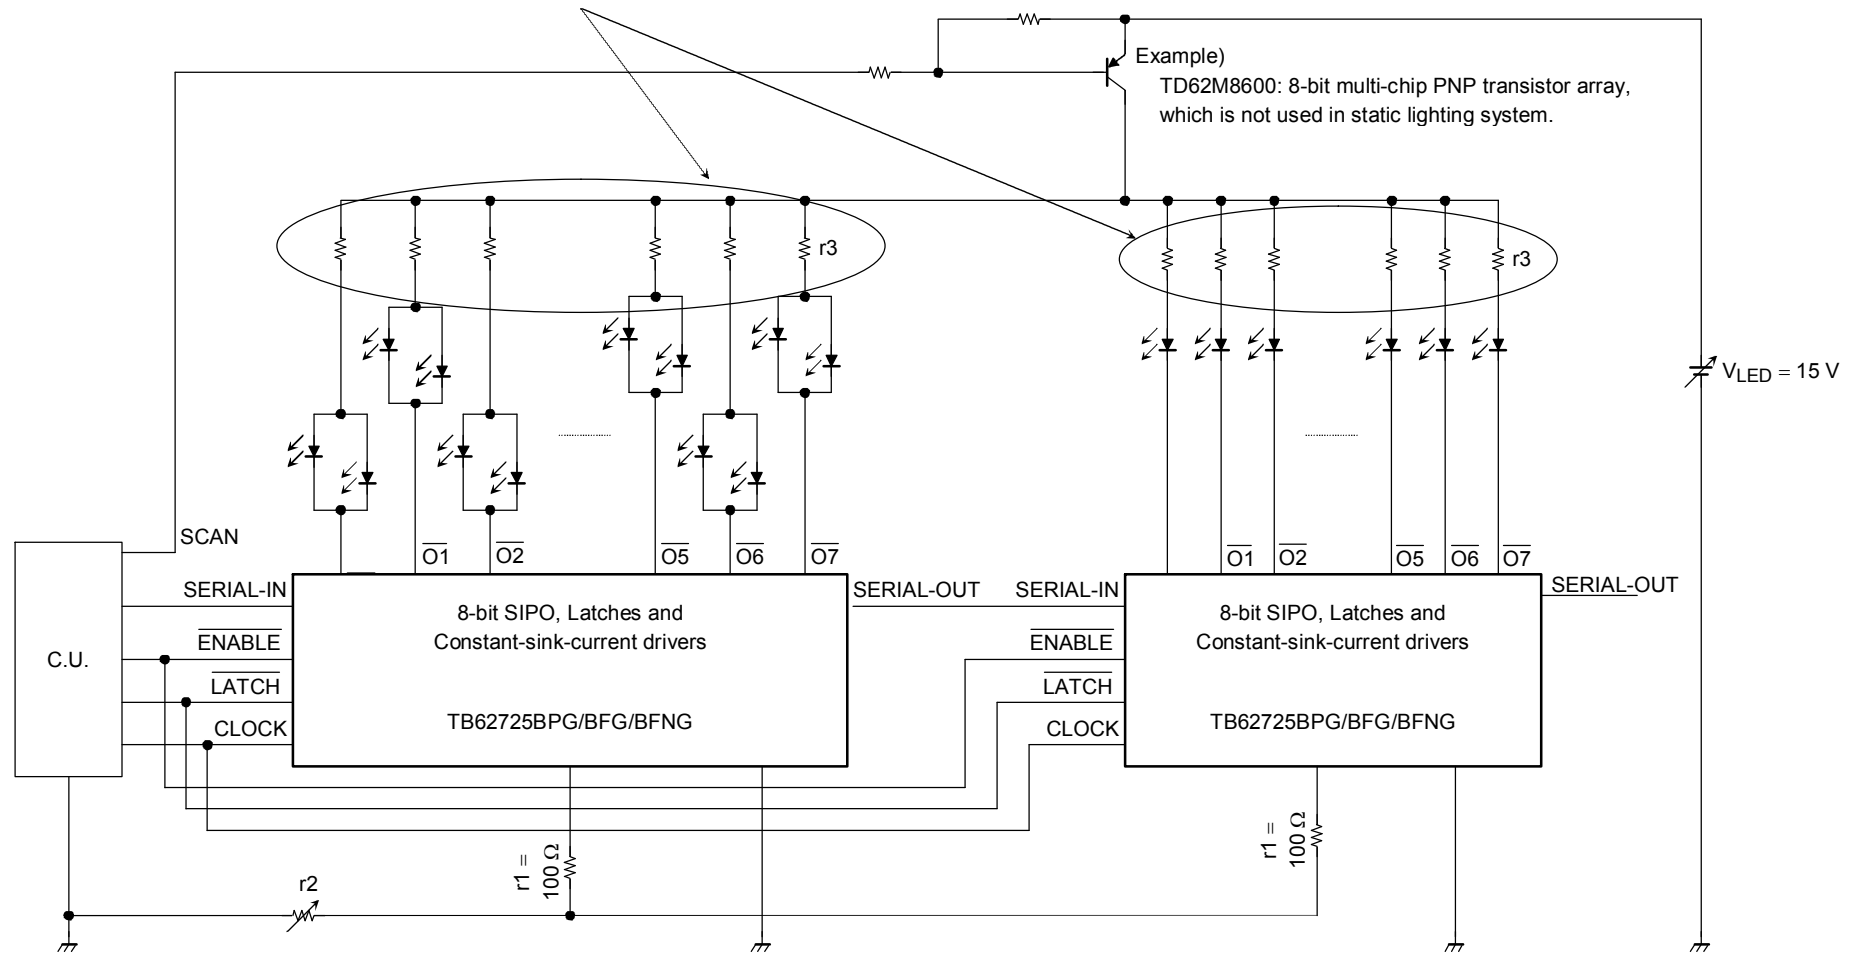 Example)
TD62M8600: 8-bit multi-chip PNP transistor array,
which is not used in static lighting system.
r3
r3
VLED = 15 V
SCAN
O1
O2
O5
O6
O7
O1
O2
O5
O6
O7
C.U.
SERIAL-IN
ENABLE
LATCH
CLOCK
8-bit SIPO, Latches and
Constant-sink-current drivers
TB62725BPG/BFG/BFNG
SERIAL-OUT
SERIAL-IN
ENABLE
LATCH
CLOCK
8-bit SIPO, Latches and
Constant-sink-current drivers
TB62725BPG/BFG/BFNG
SERIAL-OUT
r1 =
100 Ω
r1 =
100 Ω
r2